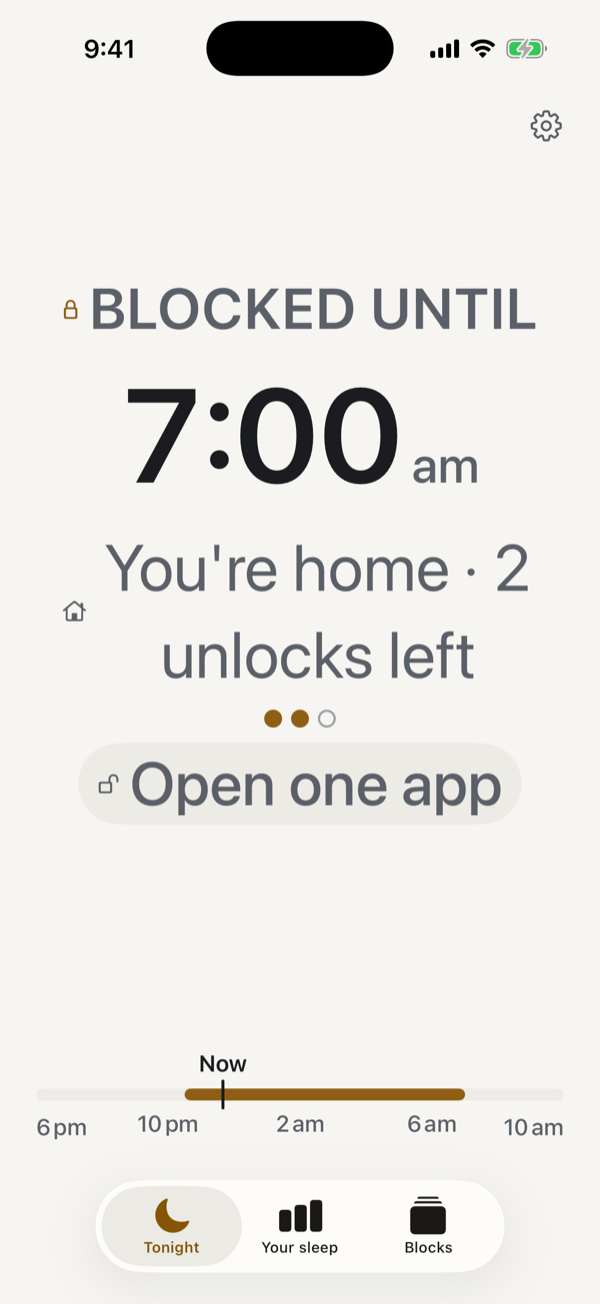 9:41
BLOCKED UNTIL
7:00 am
You're home · 2
unlocks left
Open one app
Now
6 pm 10 pm 2 am 6 am 10 am
Tonight Your sleep Blocks